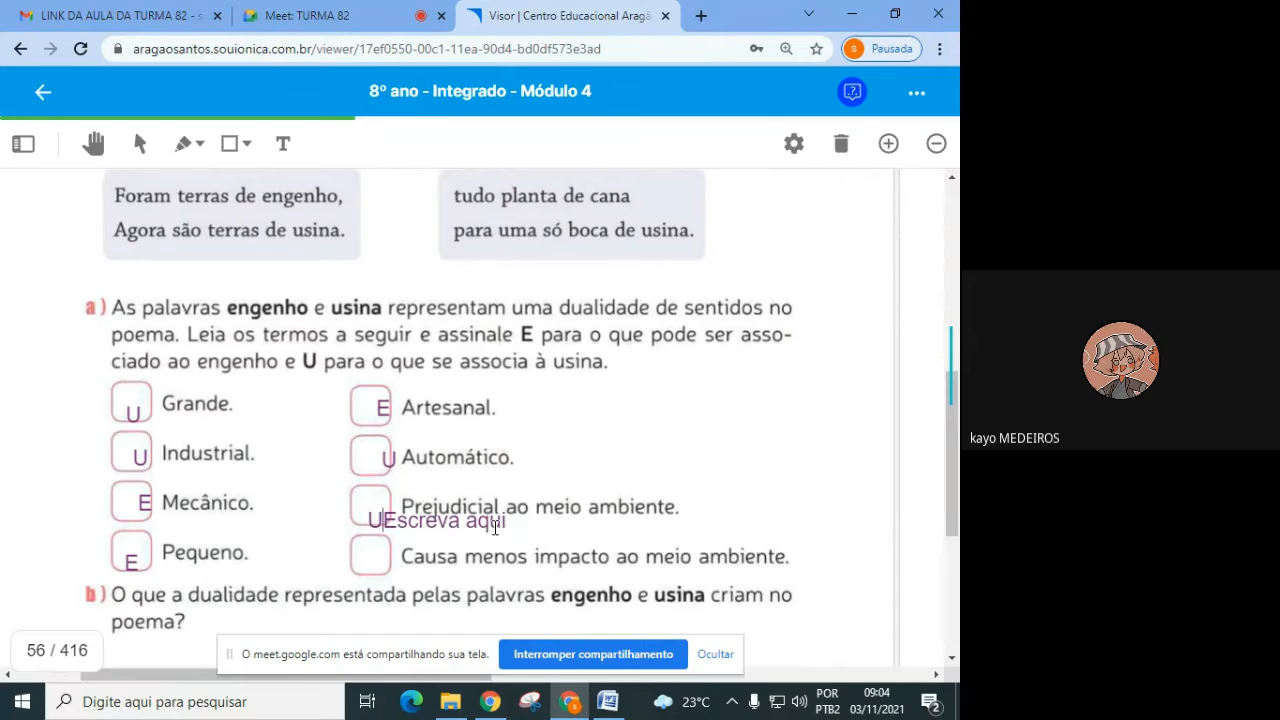 LINK DA AULA DA TURMA 82 - s
Meet: TURMA 82
Visor | Centro Educacional Aragã
aragaosantos.souionica.com.br/viewer/17ef0550-00c1-11ea-90d4-bd0df573e3ad
S Pausada
8º ano - Integrado - Módulo 4
T
Foram terras de engenho,
Agora são terras de usina.
tudo planta de cana
para uma só boca de usina.
a) As palavras engenho e usina representam uma dualidade de sentidos no
poema. Leia os termos a seguir e assinale E para o que pode ser asso-
ciado ao engenho e U para o que se associa à usina.
U Grande.
E Artesanal.
U Industrial.
U Automático.
E Mecânico.
Prejudicial ao meio ambiente.
UEscreva aqui
E Pequeno.
Causa menos impacto ao meio ambiente.
b) O que a dualidade representada pelas palavras engenho e usina criam no
poema?
56 / 416
O meet.google.com está compartilhando sua tela.
Interromper compartilhamento
Ocultar
kayo MEDEIROS
Digite aqui para pesquisar
23°C
POR
PTB2
09:04
03/11/2021
2